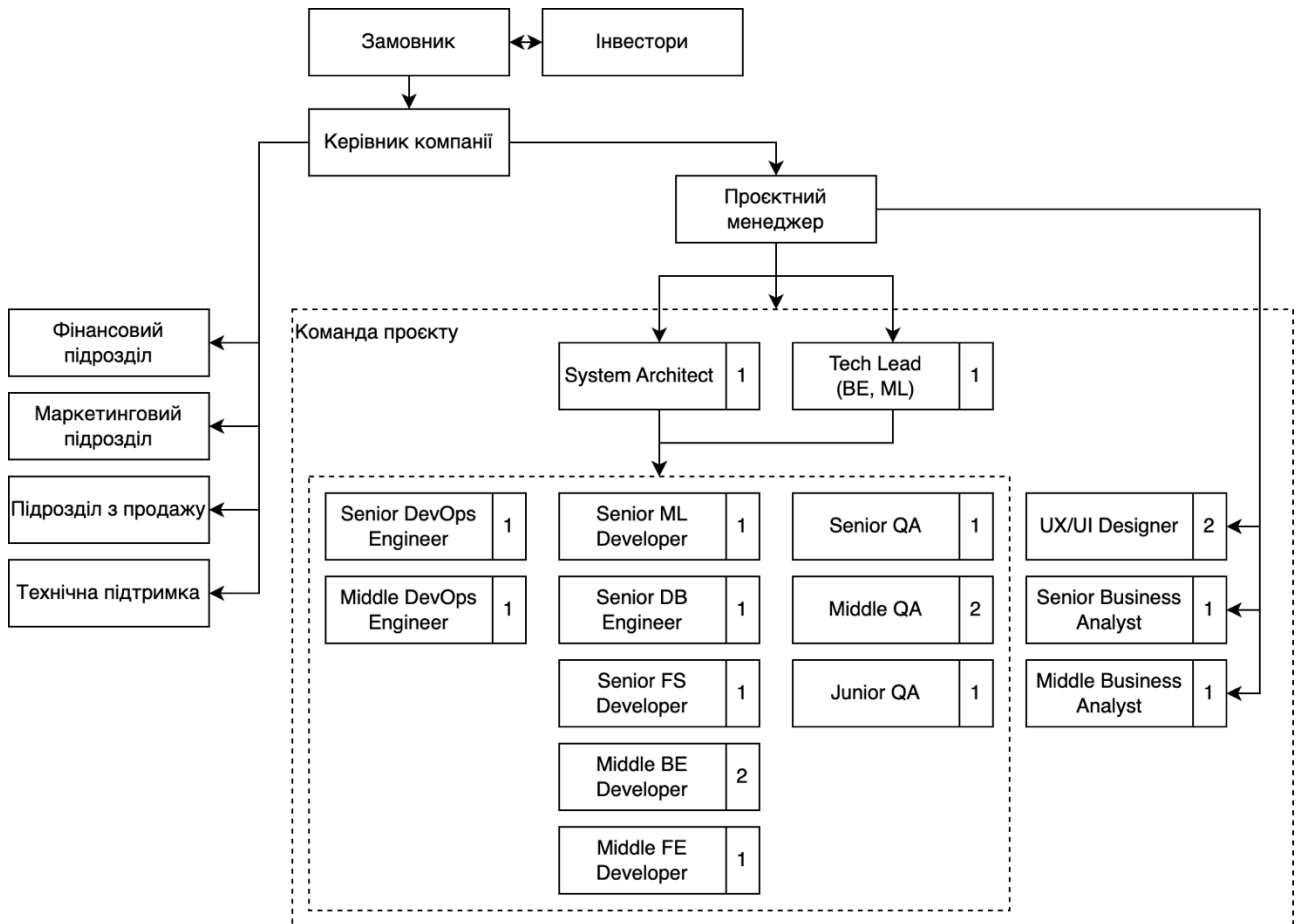 Замовник
Інвестори
Керівник компанії
Проєктний
менеджер
Фінансовий
підрозділ
Маркетинговий
підрозділ
Підрозділ з продажу
Технічна підтримка
Команда проєкту
System Architect
1
Tech Lead
(BE, ML)
1
Senior DevOps
Engineer
1
Middle DevOps
Engineer
1
Senior ML
Developer
1
Senior DB
Engineer
1
Senior FS
Developer
1
Middle BE
Developer
2
Middle FE
Developer
1
Senior QA
1
Middle QA
2
Junior QA
1
UX/UI Designer
2
Senior Business
Analyst
1
Middle Business
Analyst
1